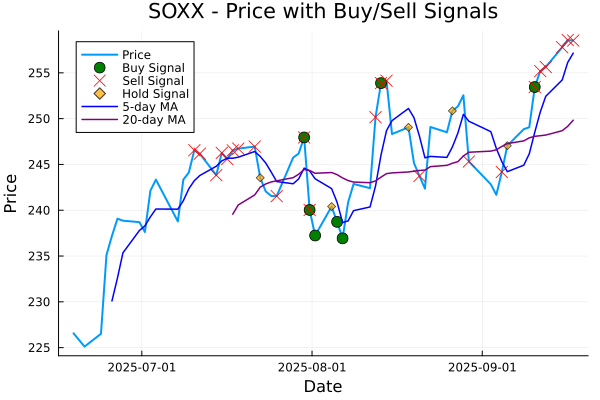 SOXX - Price with Buy/Sell Signals
Price
Buy Signal
Sell Signal
Hold Signal
5-day MA
20-day MA
255
250
245
240
235
230
225
Price
2025-07-01
2025-08-01
2025-09-01
Date